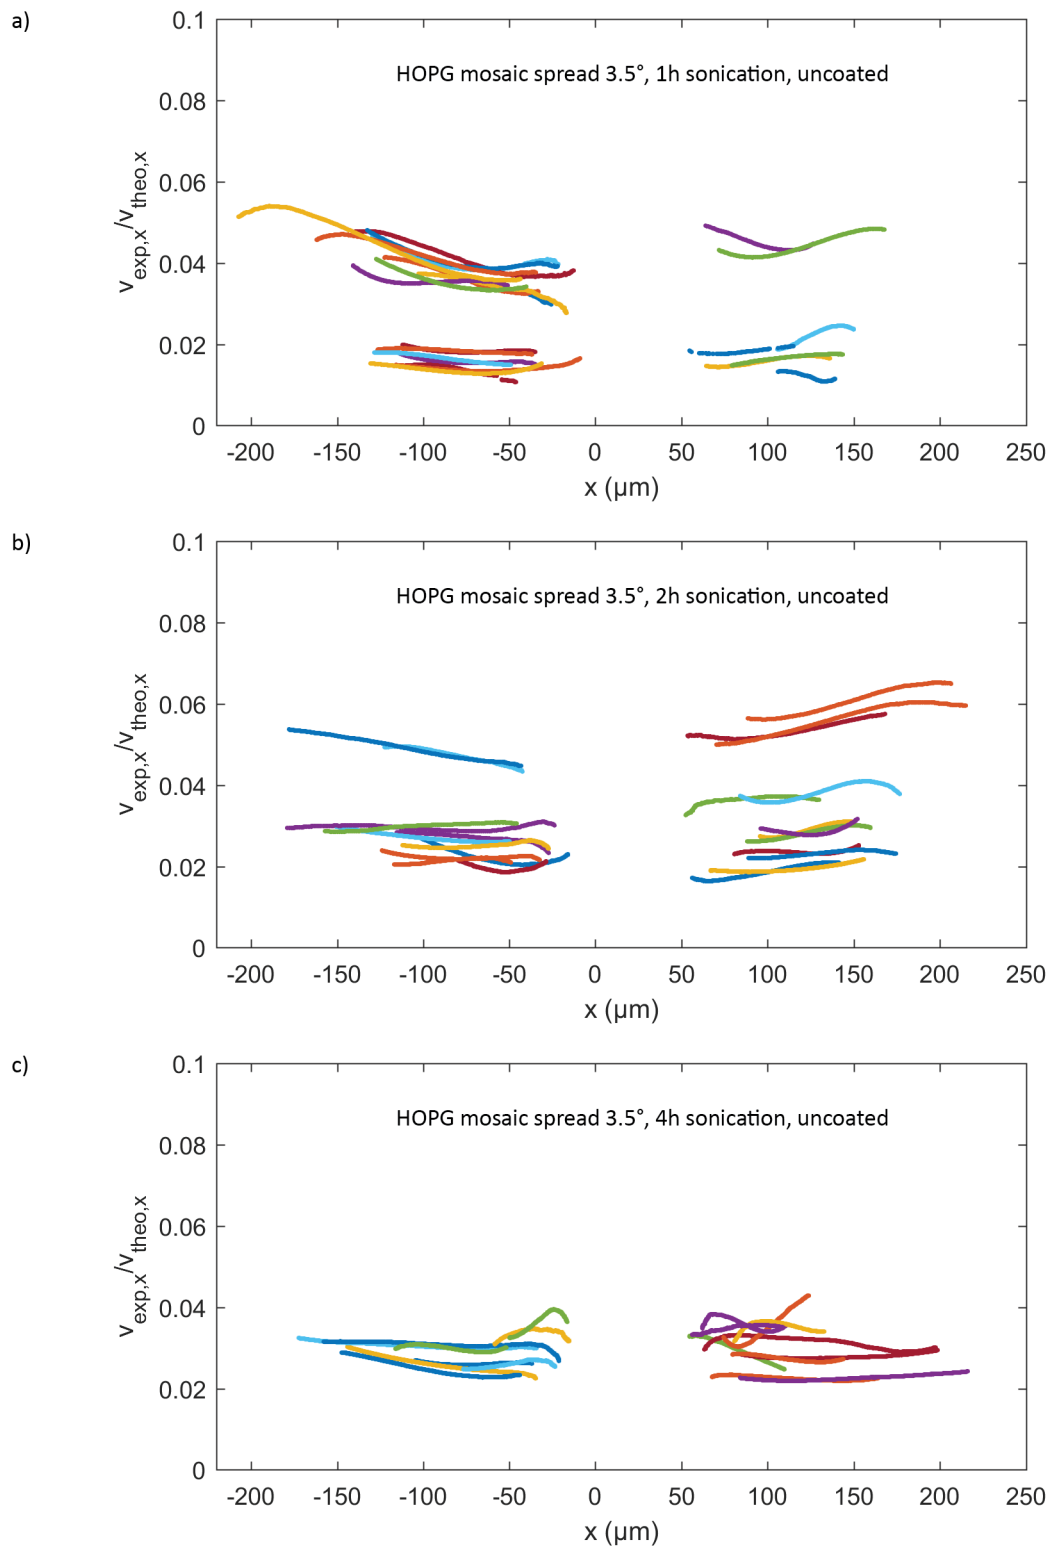 a)
HOPG mosaic spread 3.5°, 1h sonication, uncoated
0.1
0.08
0.06
0.04
0.02
0
v_exp,x/v_theo,x
-200 -150 -100 -50 0 50 100 150 200 250
x (µm)
b)
HOPG mosaic spread 3.5°, 2h sonication, uncoated
0.1
0.08
0.06
0.04
0.02
0
v_exp,x/v_theo,x
-200 -150 -100 -50 0 50 100 150 200 250
x (µm)
c)
HOPG mosaic spread 3.5°, 4h sonication, uncoated
0.1
0.08
0.06
0.04
0.02
0
v_exp,x/v_theo,x
-200 -150 -100 -50 0 50 100 150 200 250
x (µm)